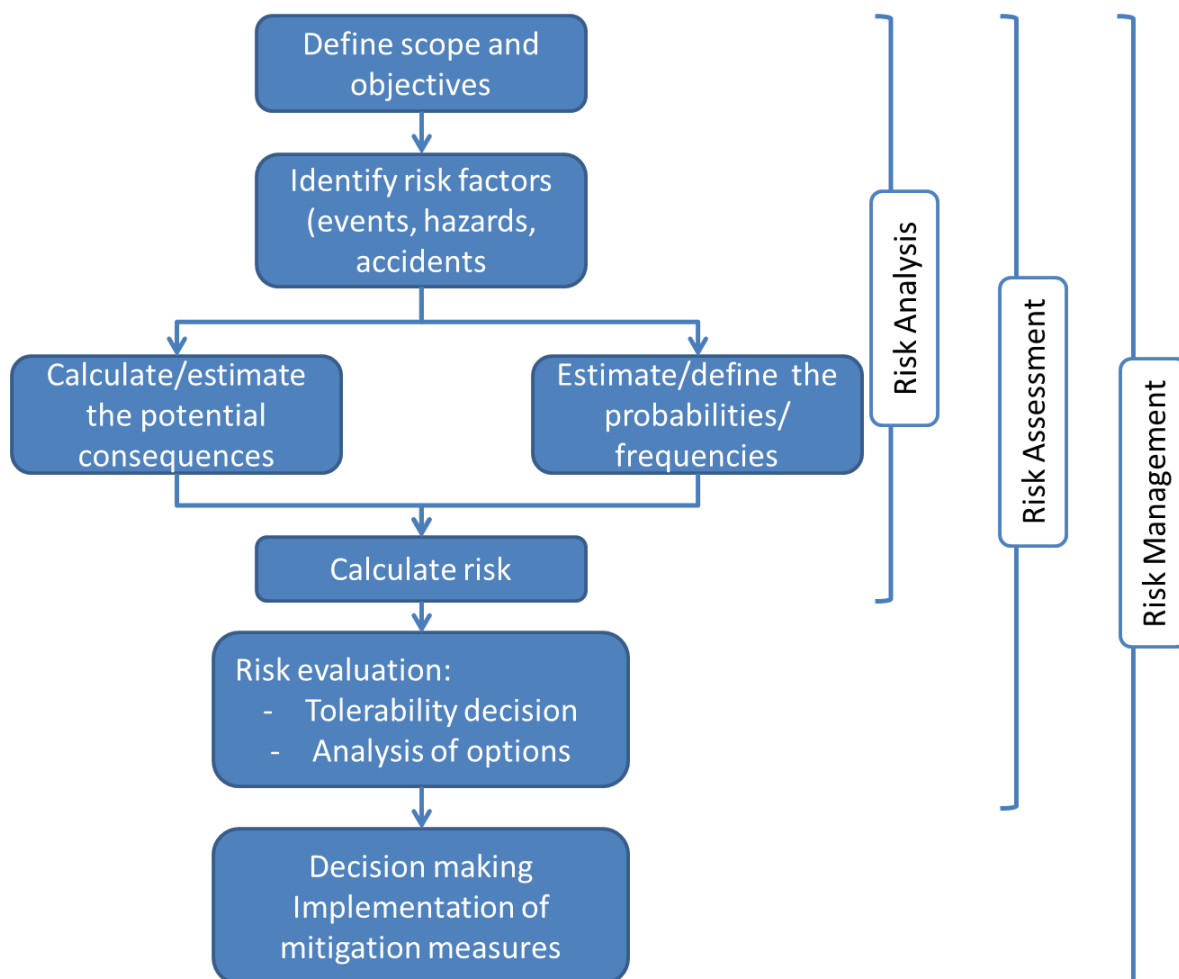 Define scope and
objectives
Identify risk factors
(events, hazards,
accidents
Calculate/estimate
the potential
consequences
Estimate/define the
probabilities/
frequencies
Calculate risk
Risk evaluation:
- Tolerability decision
- Analysis of options
Decision making
Implementation of
mitigation measures
Risk Analysis
Risk Assessment
Risk Management